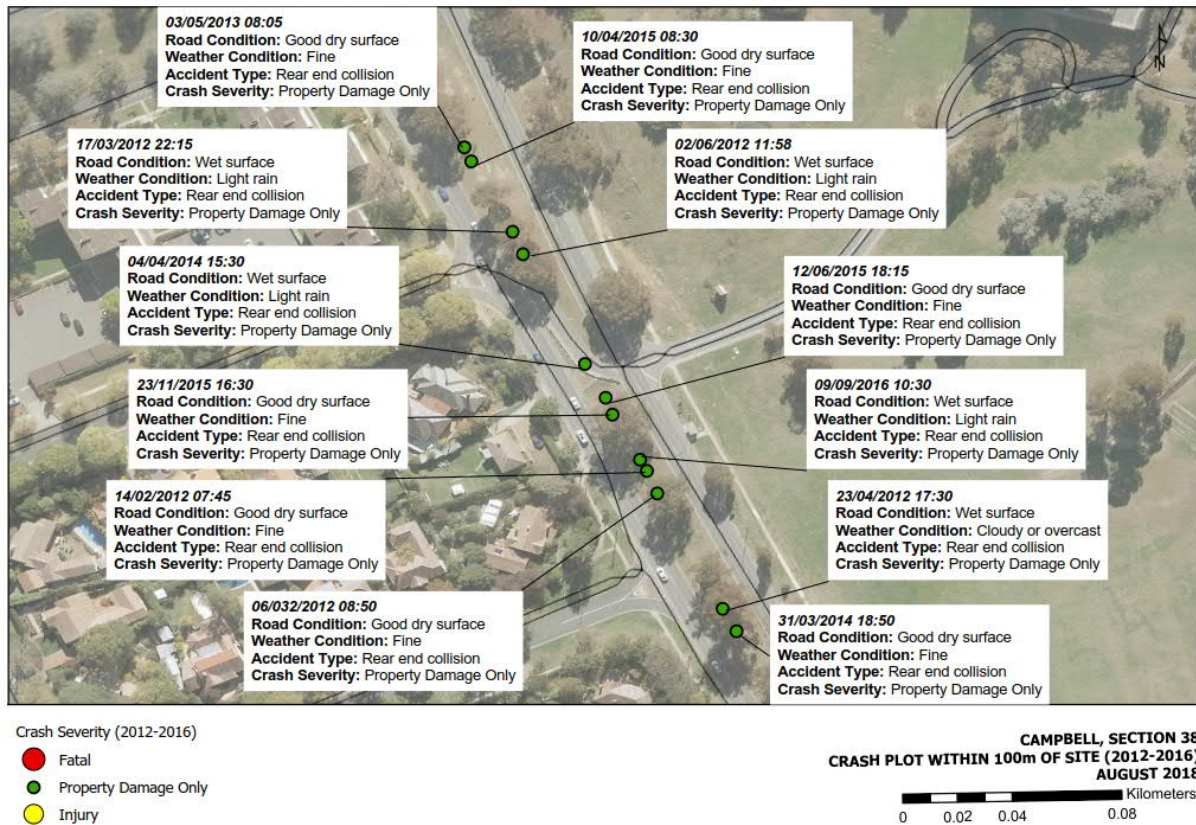 03/05/2013 08:05
Road Condition: Good dry surface
Weather Condition: Fine
Accident Type: Rear end collision
Crash Severity: Property Damage Only
10/04/2015 08:30
Road Condition: Good dry surface
Weather Condition: Fine
Accident Type: Rear end collision
Crash Severity: Property Damage Only
17/03/2012 22:15
Road Condition: Wet surface
Weather Condition: Light rain
Accident Type: Rear end collision
Crash Severity: Property Damage Only
02/06/2012 11:58
Road Condition: Wet surface
Weather Condition: Light rain
Accident Type: Rear end collision
Crash Severity: Property Damage Only
04/04/2014 15:30
Road Condition: Wet surface
Weather Condition: Light rain
Accident Type: Rear end collision
Crash Severity: Property Damage Only
12/06/2015 18:15
Road Condition: Good dry surface
Weather Condition: Fine
Accident Type: Rear end collision
Crash Severity: Property Damage Only
23/11/2015 16:30
Road Condition: Good dry surface
Weather Condition: Fine
Accident Type: Rear end collision
Crash Severity: Property Damage Only
09/09/2016 10:30
Road Condition: Wet surface
Weather Condition: Light rain
Accident Type: Rear end collision
Crash Severity: Property Damage Only
14/02/2012 07:45
Road Condition: Good dry surface
Weather Condition: Fine
Accident Type: Rear end collision
Crash Severity: Property Damage Only
23/04/2012 17:30
Road Condition: Wet surface
Weather Condition: Cloudy or overcast
Accident Type: Rear end collision
Crash Severity: Property Damage Only
06/032/2012 08:50
Road Condition: Good dry surface
Weather Condition: Fine
Accident Type: Rear end collision
Crash Severity: Property Damage Only
31/03/2014 18:50
Road Condition: Good dry surface
Weather Condition: Fine
Accident Type: Rear end collision
Crash Severity: Property Damage Only
N
Crash Severity (2012-2016)
Fatal
Property Damage Only
Injury
CAMPBELL, SECTION 38
CRASH PLOT WITHIN 100m OF SITE (2012-2016)
AUGUST 2018
Kilometers
0 0.02 0.04 0.08